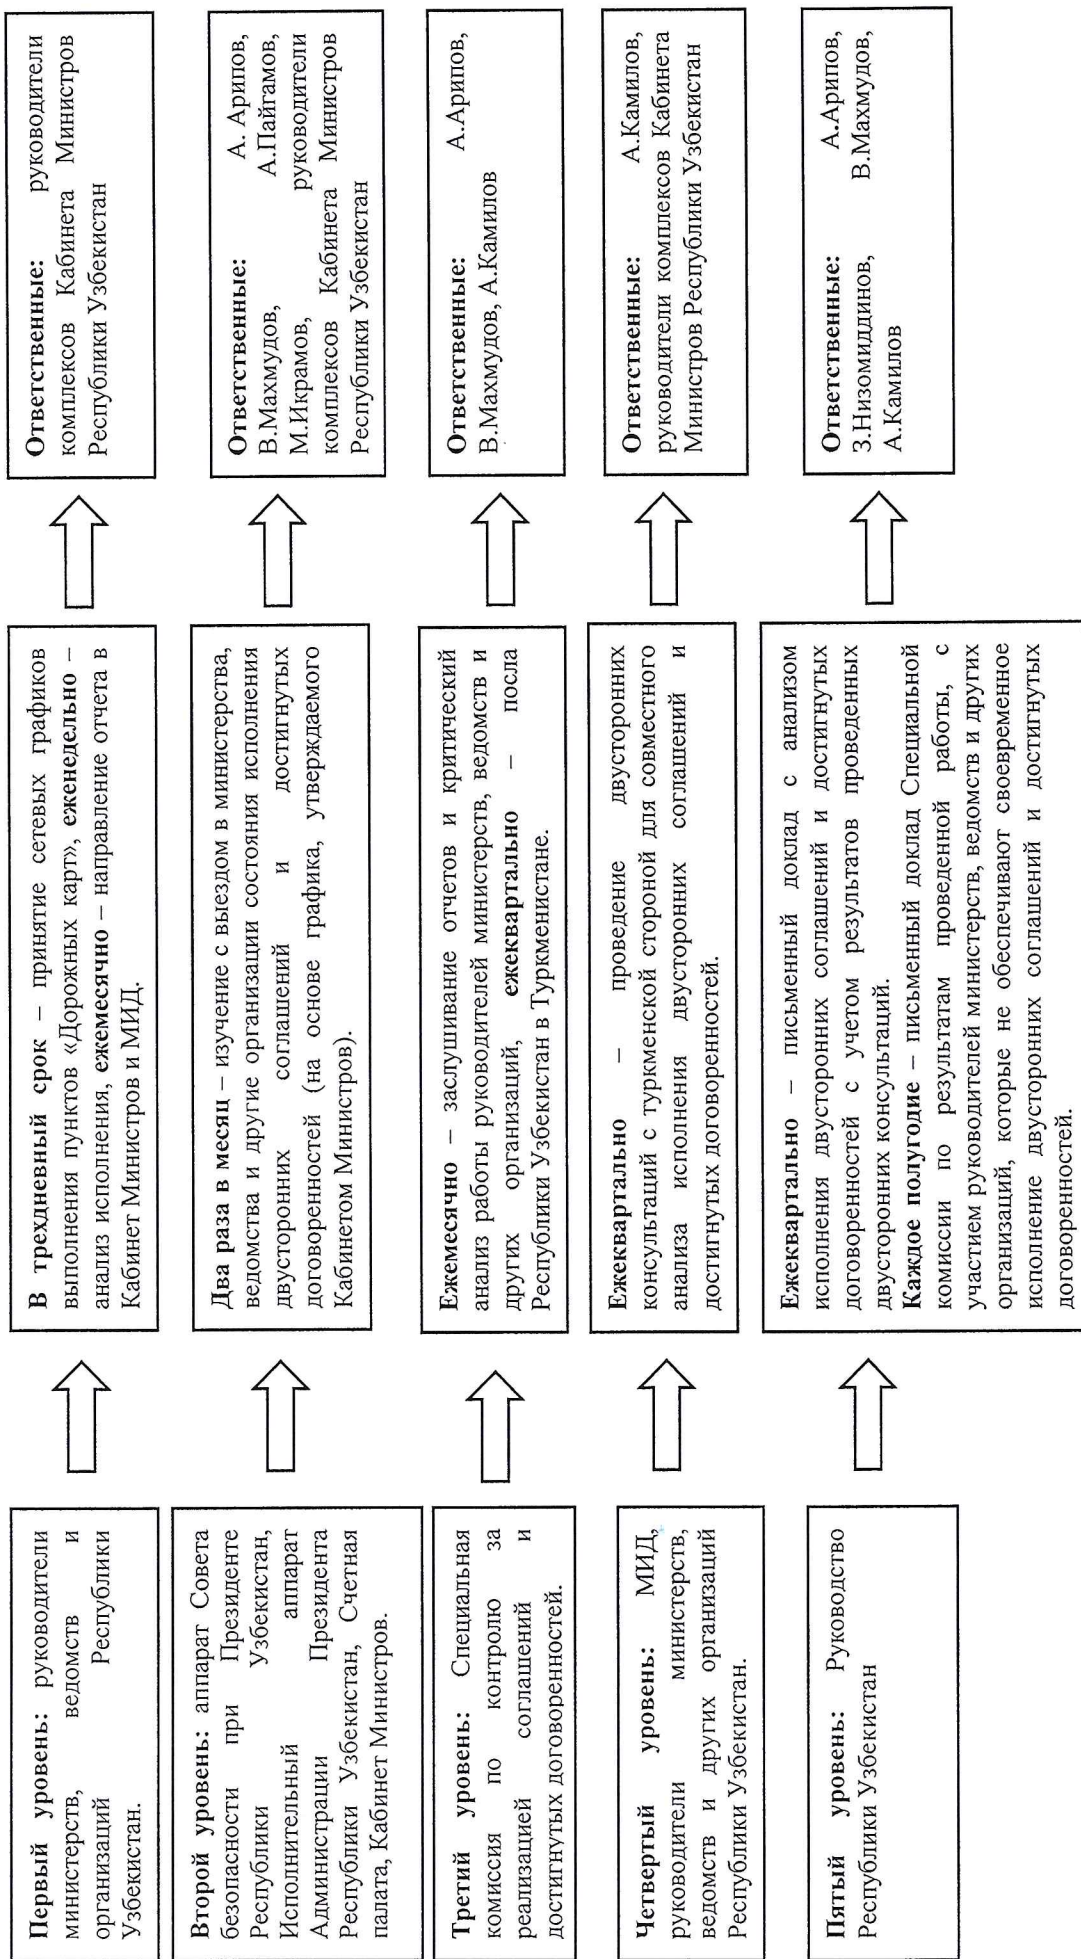 Первый уровень: руководители
министерств, ведомств и
организаций Республики
Узбекистан.
В трехдневный срок – принятие сетевых графиков
выполнения пунктов «Дорожных карт», еженедельно –
анализ исполнения, ежемесячно – направление отчета в
Кабинет Министров и МИД.
Ответственные: руководители
комплексов Кабинета Министров
Республики Узбекистан
Второй уровень: аппарат Совета
безопасности при Президенте
Республики Узбекистан,
Исполнительный аппарат
Администрации Президента
Республики Узбекистан, Счетная
палата, Кабинет Министров.
Два раза в месяц – изучение с выездом в министерства,
ведомства и другие организации состояния исполнения
двусторонних соглашений и достигнутых
договоренностей (на основе графика, утверждаемого
Кабинетом Министров).
Ответственные: А. Арипов,
В.Махмудов, А.Пайгамов,
М.Икрамов, руководители
комплексов Кабинета Министров
Республики Узбекистан
Третий уровень: Специальная
комиссия по контролю за
реализацией соглашений и
достигнутых договоренностей.
Ежемесячно – заслушивание отчетов и критический
анализ работы руководителей министерств, ведомств и
других организаций, ежеквартально – посла
Республики Узбекистан в Туркменистане.
Ответственные: А.Арипов,
В.Махмудов, А.Камилов
Четвертый уровень: МИД,
руководители министерств,
ведомств и других организаций
Республики Узбекистан.
Ежеквартально – проведение двусторонних
консультаций с туркменской стороной для совместного
анализа исполнения двусторонних соглашений и
достигнутых договоренностей.
Ответственные: А.Камилов,
руководители комплексов Кабинета
Министров Республики Узбекистан
Пятый уровень: Руководство
Республики Узбекистан
Ежеквартально – письменный доклад с анализом
исполнения двусторонних соглашений и достигнутых
договоренностей с учетом результатов проведенных
двусторонних консультаций.
Каждое полугодие – письменный доклад Специальной
комиссии по результатам проведенной работы, с
участием руководителей министерств, ведомств и других
организаций, которые не обеспечивают своевременное
исполнение двусторонних соглашений и достигнутых
договоренностей.
Ответственные: А.Арипов,
З.Низомиддинов, В.Махмудов,
А.Камилов